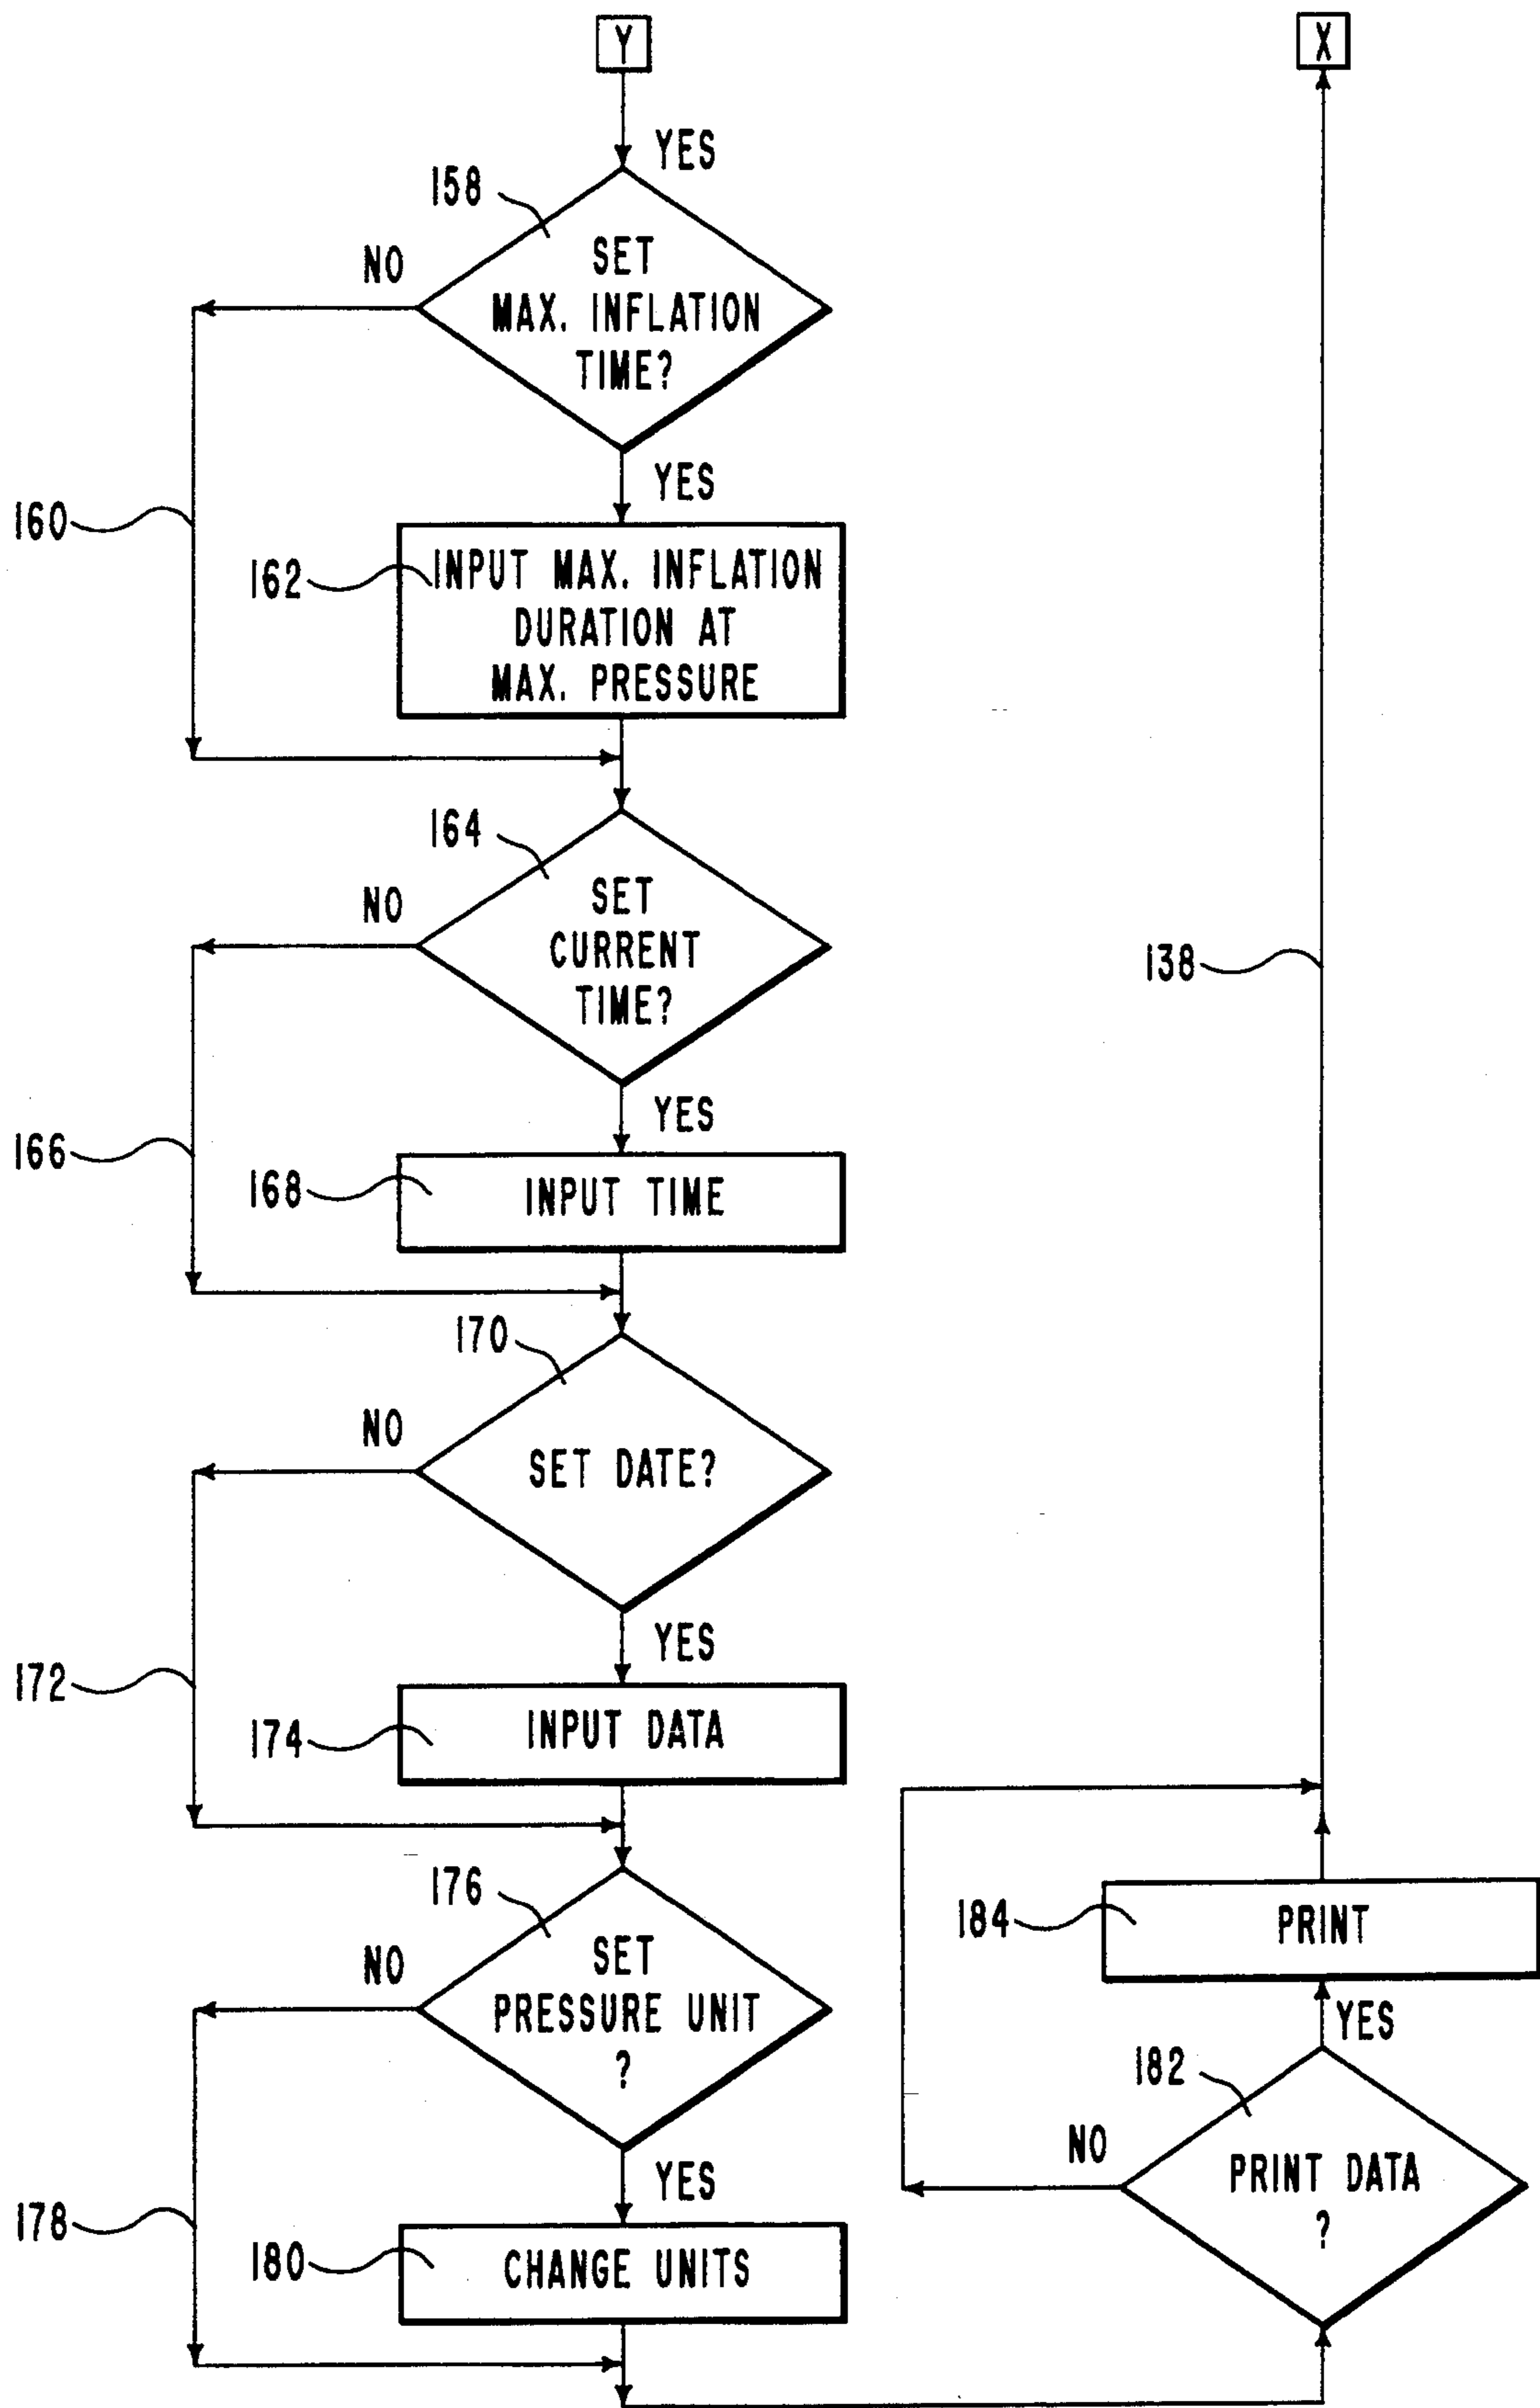 Y
YES
158
NO
SET
MAX. INFLATION
TIME?
YES
160
162
INPUT MAX. INFLATION
DURATION AT
MAX. PRESSURE
164
NO
SET
CURRENT
TIME?
YES
166
168
INPUT TIME
170
NO
SET DATE?
YES
172
174
INPUT DATA
176
NO
SET
PRESSURE UNIT
?
YES
178
180
CHANGE UNITS
X
138
184
PRINT
YES
182
NO
PRINT DATA
?